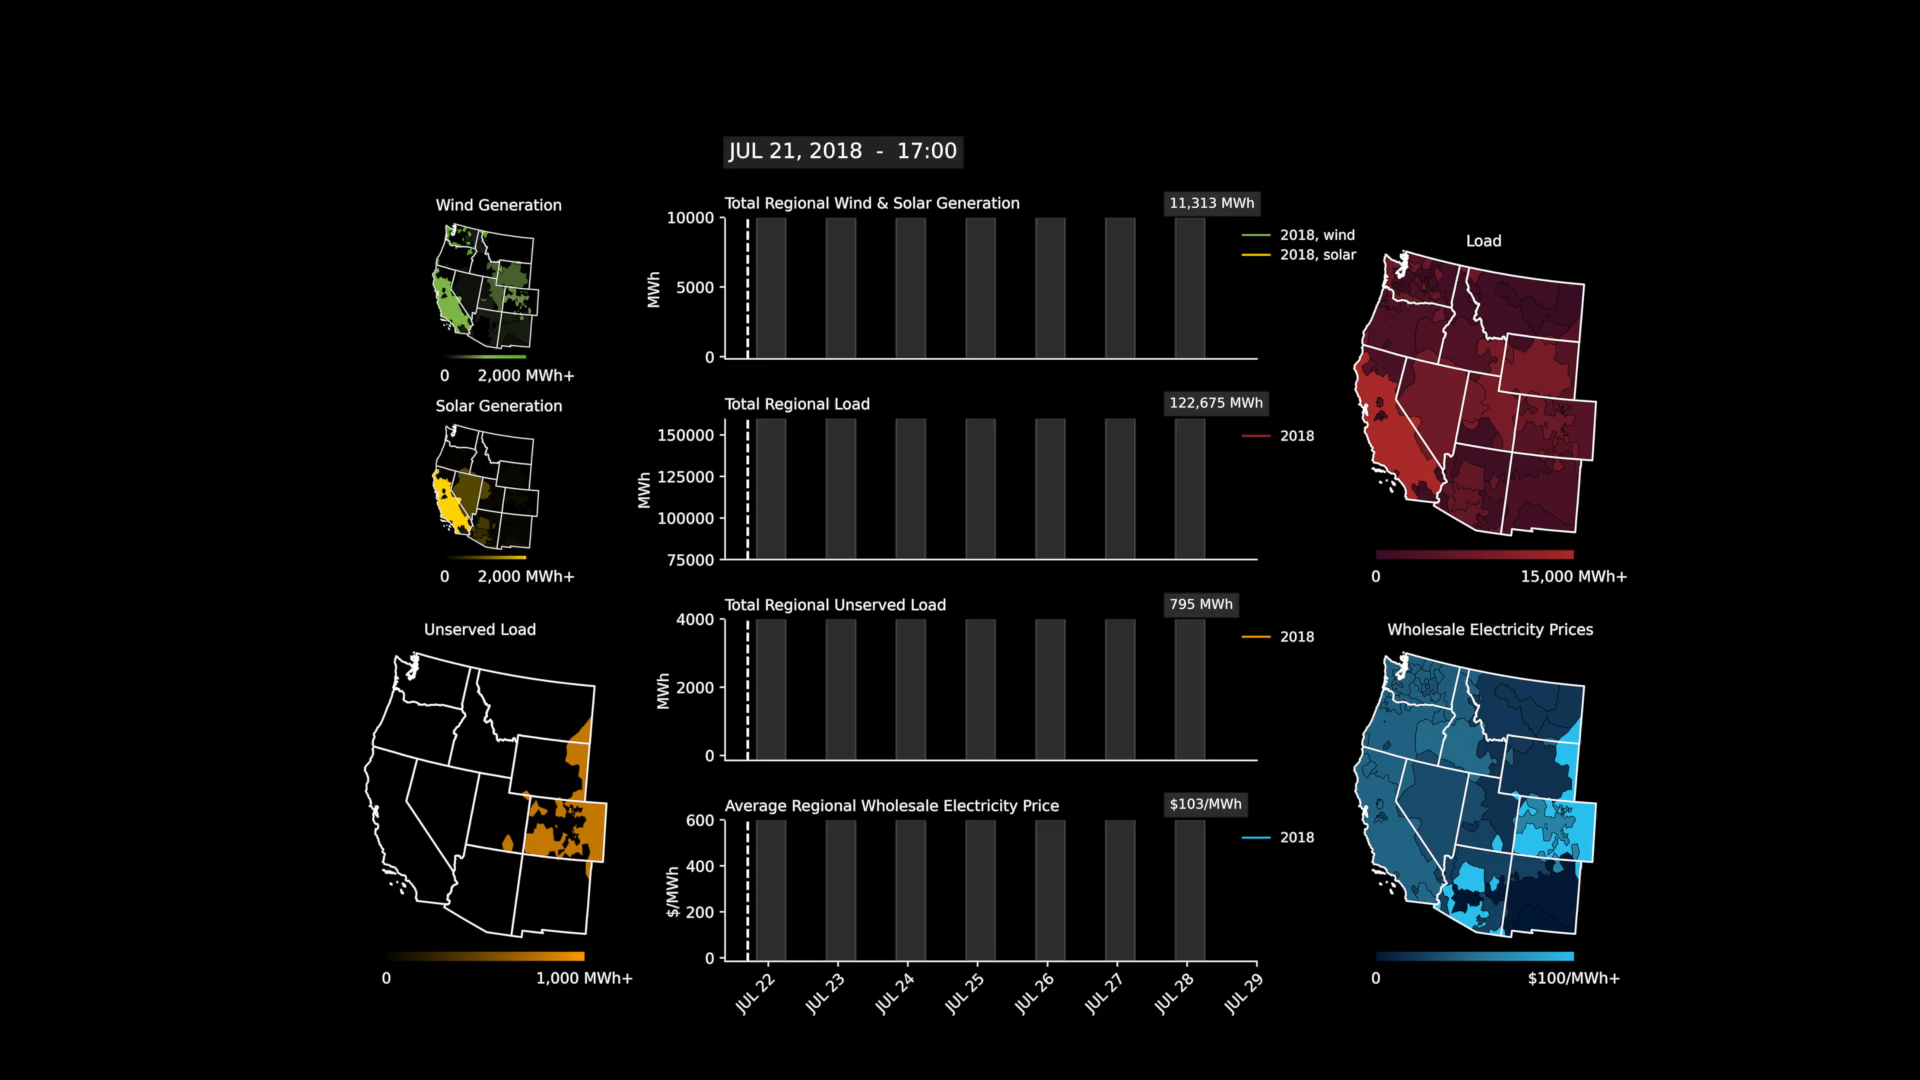 JUL 21, 2018 - 17:00
Wind Generation
0 2,000 MWh+
Solar Generation
0 2,000 MWh+
Unserved Load
0 1,000 MWh+
Total Regional Wind & Solar Generation 11,313 MWh
10000
5000
0
MWh
2018, wind
2018, solar
Total Regional Load 122,675 MWh
150000
125000
100000
75000
MWh
2018
Total Regional Unserved Load 795 MWh
4000
2000
0
MWh
2018
Average Regional Wholesale Electricity Price $103/MWh
600
400
200
0
$/MWh
2018
JUL 22 JUL 23 JUL 24 JUL 25 JUL 26 JUL 27 JUL 28 JUL 29
Load
0 15,000 MWh+
Wholesale Electricity Prices
0 $100/MWh+